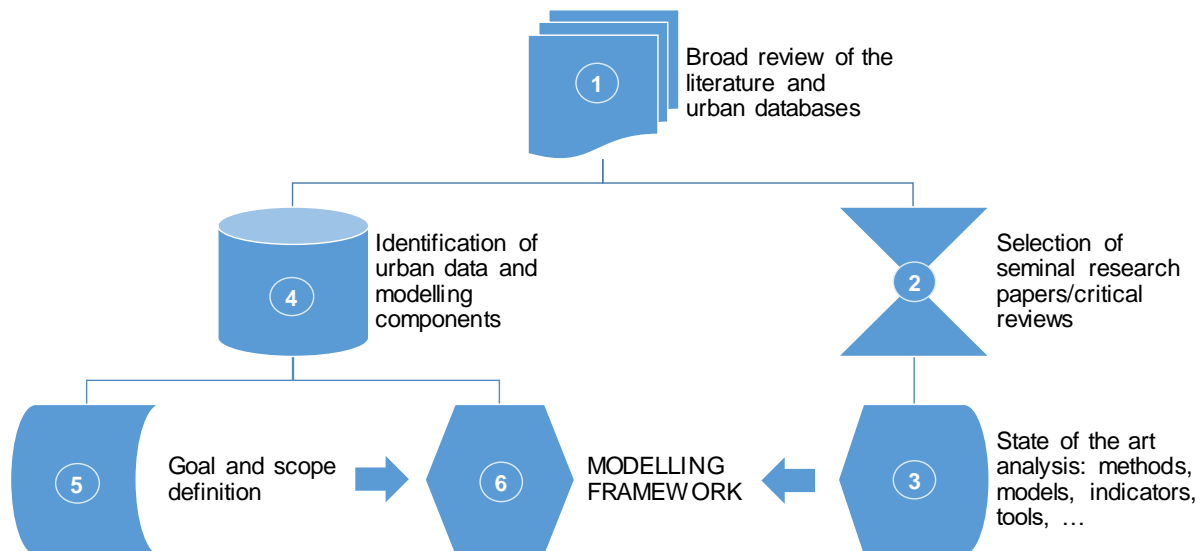 1
Broad review of the
literature and
urban databases
4
Identification of
urban data and
modelling
components
2
Selection of
seminal research
papers/critical
reviews
5
Goal and scope
definition
6
MODELLING
FRAMEWORK
3
State of the art
analysis: methods,
models, indicators,
tools, …